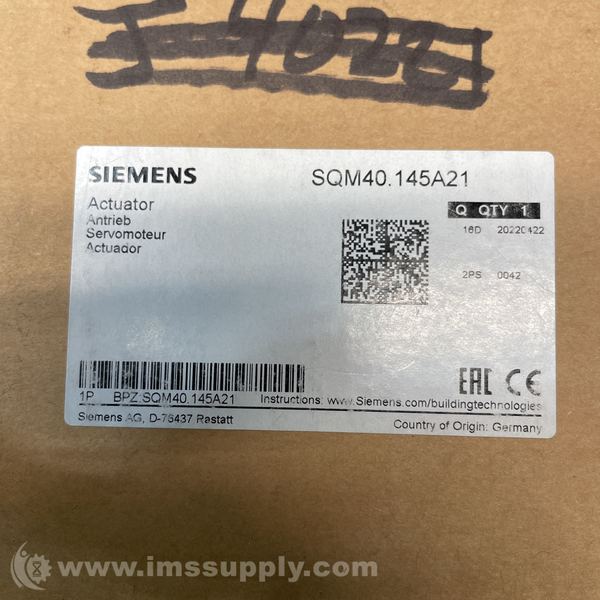 SIEMENS
SQM40.145A21
Actuator
Antrieb
Servomoteur
Actuador
Q QTY 1
16D 20220422
2PS 0042
EAC CE
1P BPZ:SQM40.145A21
Instructions: www.Siemens.com/buildingtechnologies
Siemens AG, D-76437 Rastatt
Country of Origin: Germany
www.imssupply.com